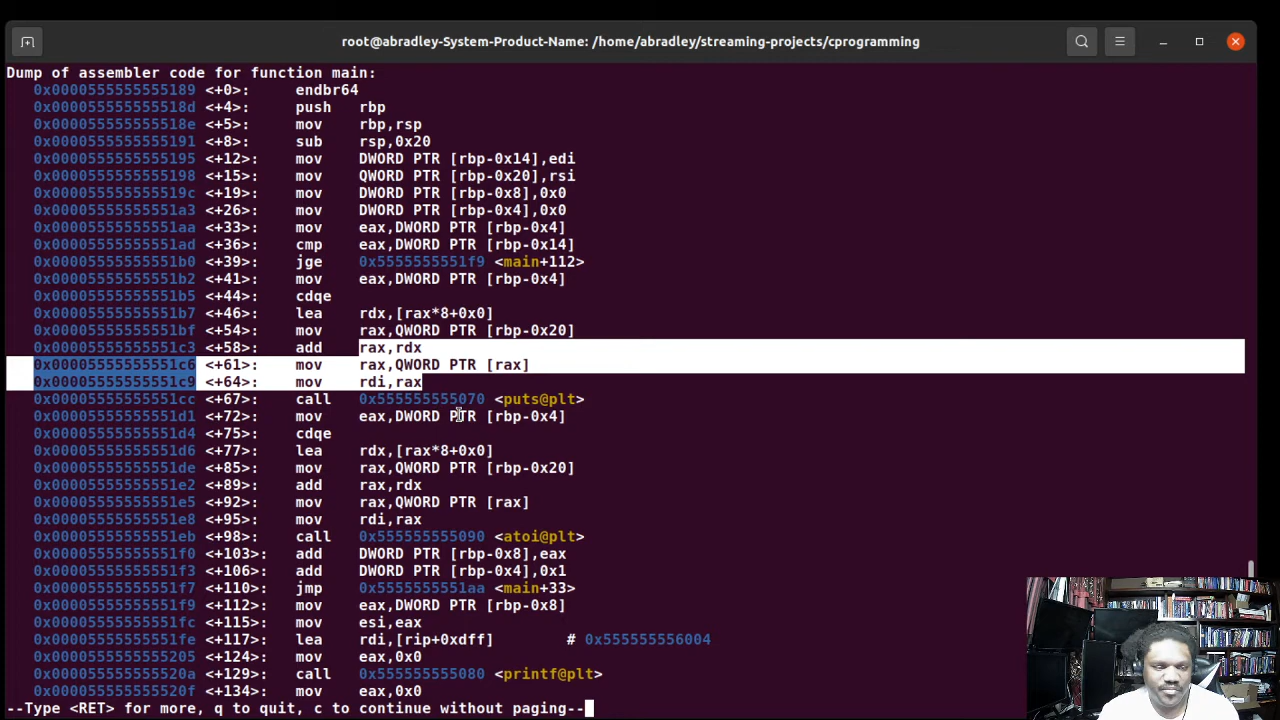 root@abradley-System-Product-Name: /home/abradley/streaming-projects/cprogramming
Dump of assembler code for function main:
0x0000555555555189 <+0>: endbr64
0x000055555555518d <+4>: push rbp
0x000055555555518e <+5>: mov rbp,rsp
0x0000555555555191 <+8>: sub rsp,0x20
0x0000555555555195 <+12>: mov DWORD PTR [rbp-0x14],edi
0x0000555555555198 <+15>: mov QWORD PTR [rbp-0x20],rsi
0x000055555555519c <+19>: mov DWORD PTR [rbp-0x8],0x0
0x00005555555551a3 <+26>: mov DWORD PTR [rbp-0x4],0x0
0x00005555555551aa <+33>: mov eax,DWORD PTR [rbp-0x4]
0x00005555555551ad <+36>: cmp eax,DWORD PTR [rbp-0x14]
0x00005555555551b0 <+39>: jge 0x5555555551f9 <main+112>
0x00005555555551b2 <+41>: mov eax,DWORD PTR [rbp-0x4]
0x00005555555551b5 <+44>: cdqe
0x00005555555551b7 <+46>: lea rdx,[rax*8+0x0]
0x00005555555551bf <+54>: mov rax,QWORD PTR [rbp-0x20]
0x00005555555551c3 <+58>: add rax,rdx
0x00005555555551c6 <+61>: mov rax,QWORD PTR [rax]
0x00005555555551c9 <+64>: mov rdi,rax
0x00005555555551cc <+67>: call 0x555555555070 <puts@plt>
0x00005555555551d1 <+72>: mov eax,DWORD PTR [rbp-0x4]
0x00005555555551d4 <+75>: cdqe
0x00005555555551d6 <+77>: lea rdx,[rax*8+0x0]
0x00005555555551de <+85>: mov rax,QWORD PTR [rbp-0x20]
0x00005555555551e2 <+89>: add rax,rdx
0x00005555555551e5 <+92>: mov rax,QWORD PTR [rax]
0x00005555555551e8 <+95>: mov rdi,rax
0x00005555555551eb <+98>: call 0x555555555090 <atoi@plt>
0x00005555555551f0 <+103>: add DWORD PTR [rbp-0x8],eax
0x00005555555551f3 <+106>: add DWORD PTR [rbp-0x4],0x1
0x00005555555551f7 <+110>: jmp 0x5555555551aa <main+33>
0x00005555555551f9 <+112>: mov eax,DWORD PTR [rbp-0x8]
0x00005555555551fc <+115>: mov esi,eax
0x00005555555551fe <+117>: lea rdi,[rip+0xdff] # 0x555555556004
0x0000555555555205 <+124>: mov eax,0x0
0x000055555555520a <+129>: call 0x555555555080 <printf@plt>
0x000055555555520f <+134>: mov eax,0x0
--Type <RET> for more, q to quit, c to continue without paging--